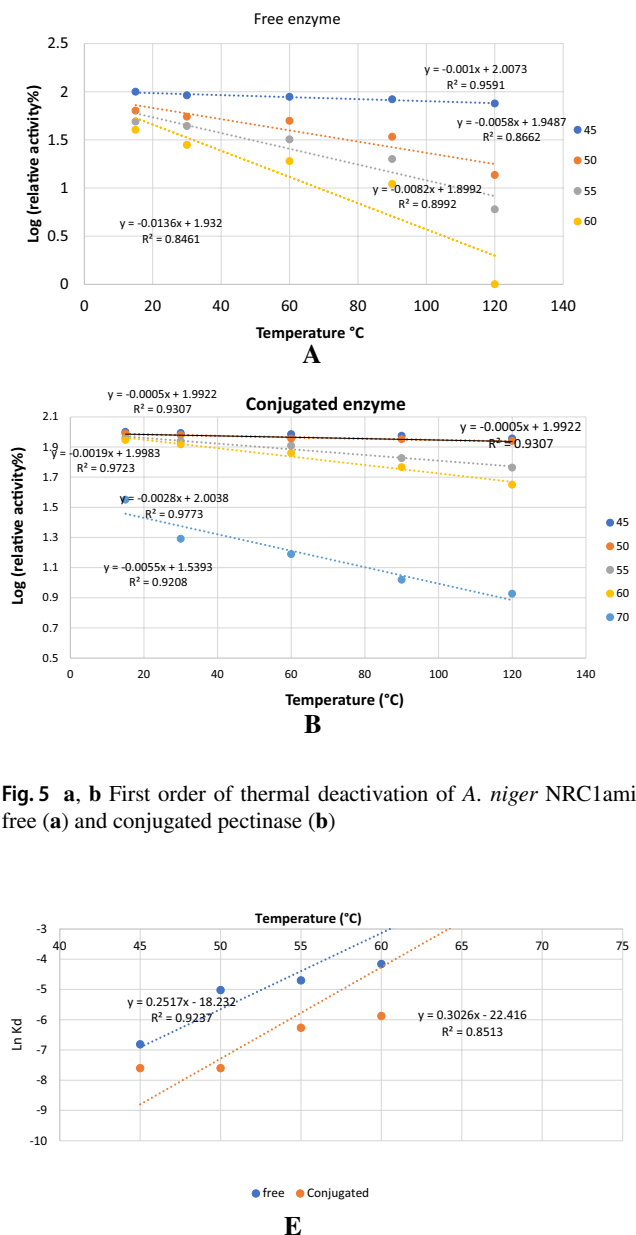 Free enzyme
2.5
2
1.5
1
0.5
0
0 20 40 60 80 100 120 140
Log (relative activity%)
Temperature °C
y = -0.001x + 2.0073
R² = 0.9591
y = -0.0058x + 1.9487
R² = 0.8662
y = -0.0082x + 1.8992
R² = 0.8992
y = -0.0136x + 1.932
R² = 0.8461
45
50
55
60
A
Conjugated enzyme
2.1
1.9
1.7
1.5
1.3
1.1
0.9
0.7
0.5
0 20 40 60 80 100 120 140
Log (relative activity%)
Temperature (°C)
y = -0.0005x + 1.9922
R² = 0.9307
y = -0.0005x + 1.9922
R² = 0.9307
y = -0.0019x + 1.9983
R² = 0.9723
y = -0.0028x + 2.0038
R² = 0.9773
y = -0.0055x + 1.5393
R² = 0.9208
45
50
55
60
70
B
Fig. 5 a, b First order of thermal deactivation of A. niger NRC1ami
free (a) and conjugated pectinase (b)
Temperature (°C)
40 45 50 55 60 65 70 75
-3
-4
-5
-6
-7
-8
-9
-10
Ln Kd
y = 0.2517x - 18.232
R² = 0.9237
y = 0.3026x - 22.416
R² = 0.8513
free Conjugated
E